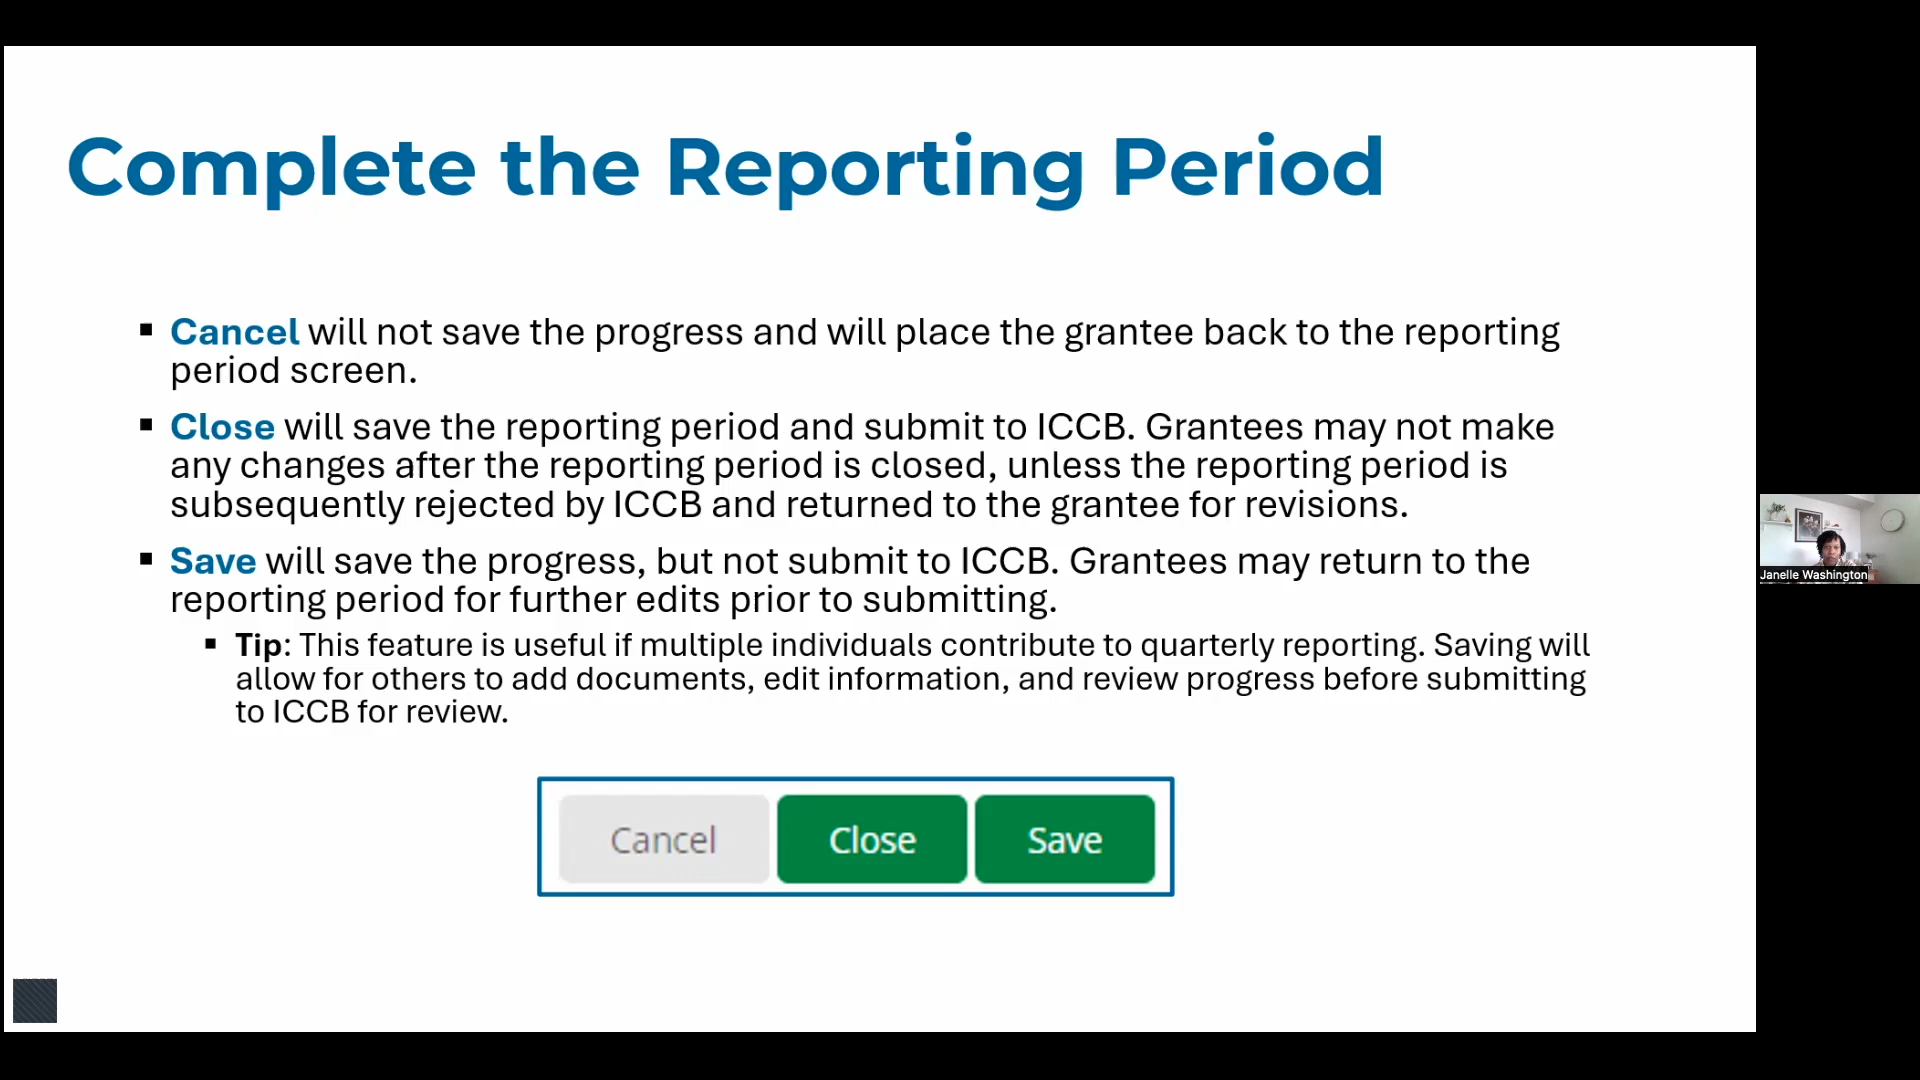 Complete the Reporting Period
▪ Cancel will not save the progress and will place the grantee back to the reporting
period screen.
▪ Close will save the reporting period and submit to ICCB. Grantees may not make
any changes after the reporting period is closed, unless the reporting period is
subsequently rejected by ICCB and returned to the grantee for revisions.
▪ Save will save the progress, but not submit to ICCB. Grantees may return to the
reporting period for further edits prior to submitting.
▪ Tip: This feature is useful if multiple individuals contribute to quarterly reporting. Saving will
allow for others to add documents, edit information, and review progress before submitting
to ICCB for review.
Cancel Close Save
Janelle Washington